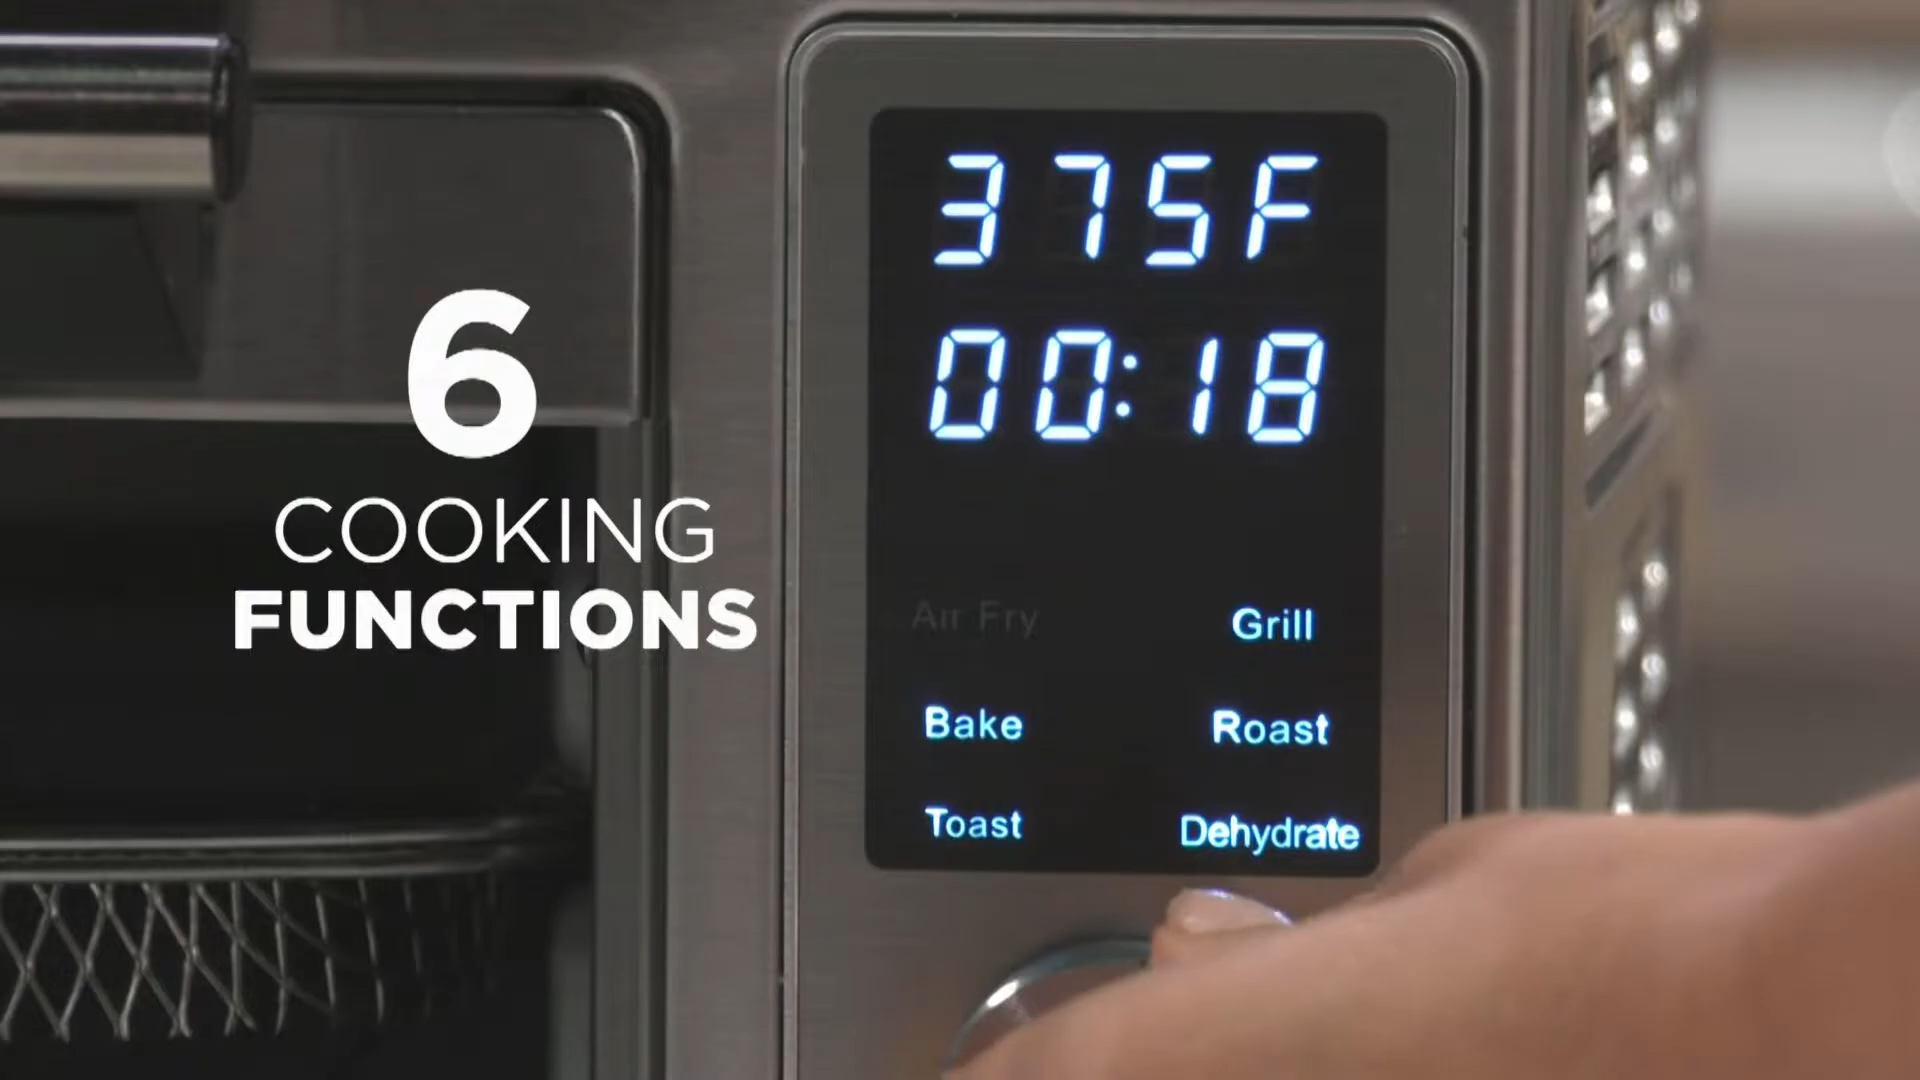 375F
00:18
6
COOKING
FUNCTIONS
Air Fry
Grill
Bake
Roast
Toast
Dehydrate